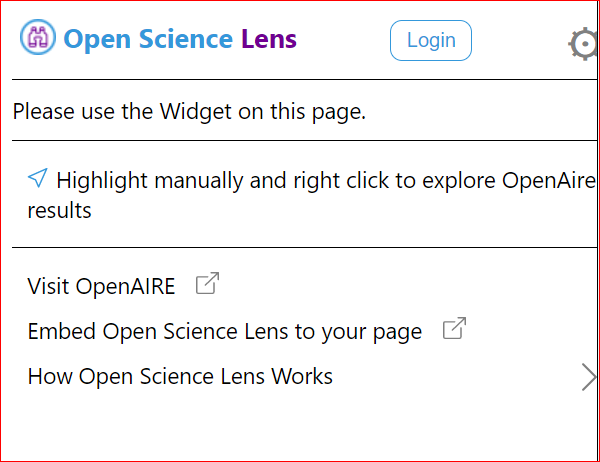 Open Science Lens
Login
Please use the Widget on this page.
Highlight manually and right click to explore OpenAire
results
Visit OpenAIRE
Embed Open Science Lens to your page
How Open Science Lens Works